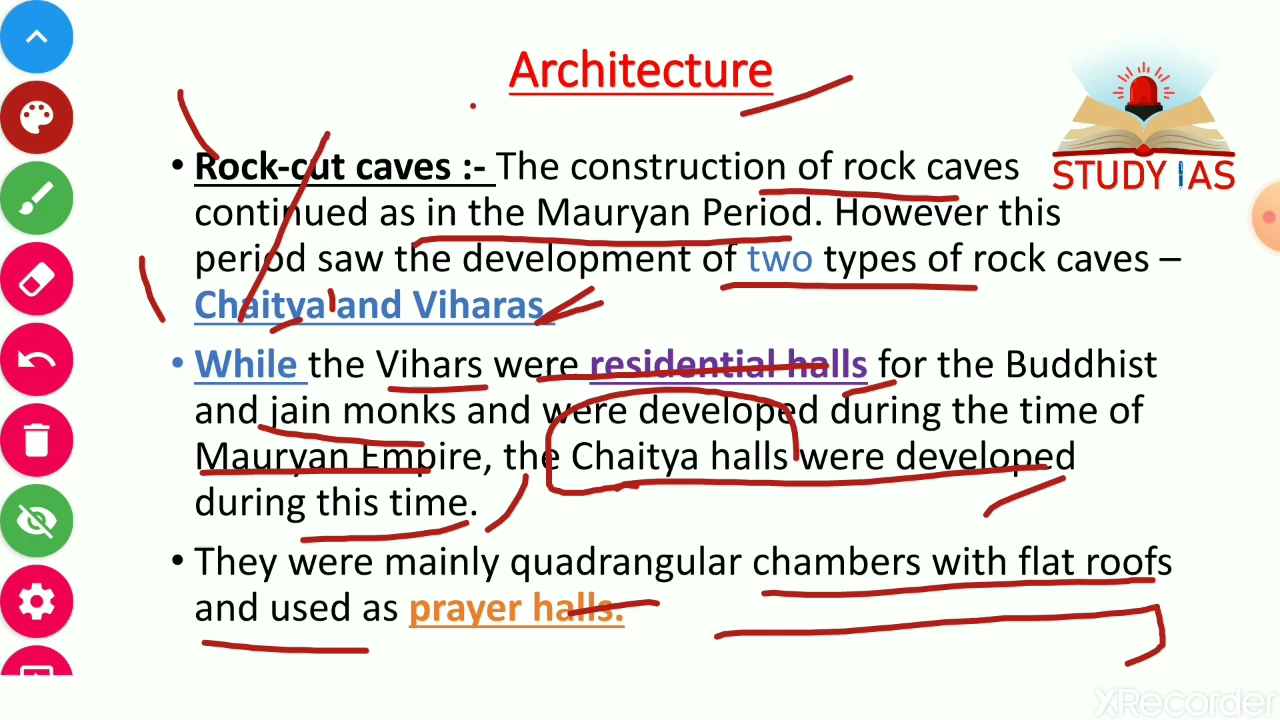 Architecture
• Rock-cut caves :- The construction of rock caves
continued as in the Mauryan Period. However this
period saw the development of two types of rock caves –
Chaitya and Viharas
• While the Vihars were residential halls for the Buddhist
and jain monks and were developed during the time of
Mauryan Empire, the Chaitya halls were developed
during this time.
• They were mainly quadrangular chambers with flat roofs
and used as prayer halls.
STUDY IAS
XRecorder